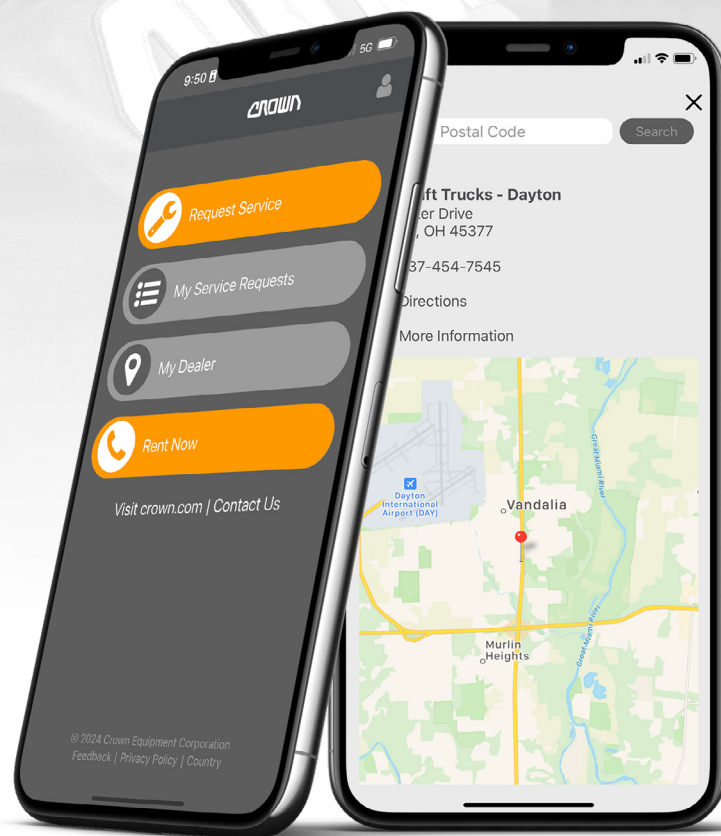 9:50
5G
CROWN
Request Service
My Service Requests
My Dealer
Rent Now
Visit crown.com | Contact Us
© 2024 Crown Equipment Corporation
Feedback | Privacy Policy | Country
Postal Code
Search
Trucks - Dayton
Drive
, OH 45377
37-454-7545
Directions
More Information
Great Miami River
Dayton
International
Airport (DAY)
Vandalia
Murlin
Heights
Great Miami River